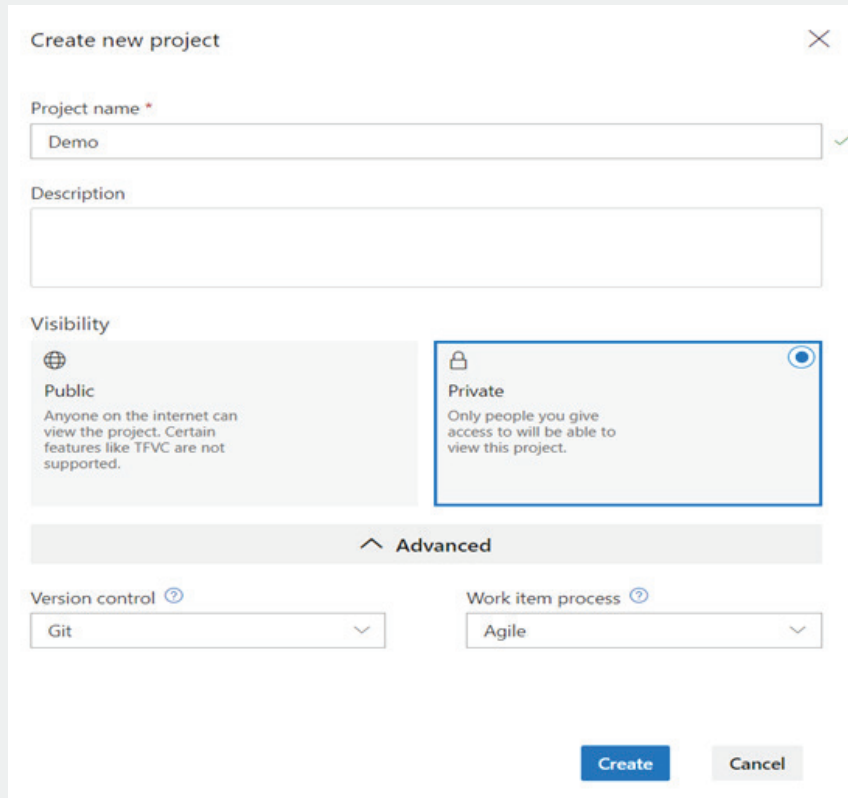 Create new project
Project name *
Demo
Description
Visibility
Public
Anyone on the internet can
view the project. Certain
features like TFVC are not
supported.
Private
Only people you give
access to will be able to
view this project.
Advanced
Version control ?
Git
Work item process ?
Agile
Create
Cancel